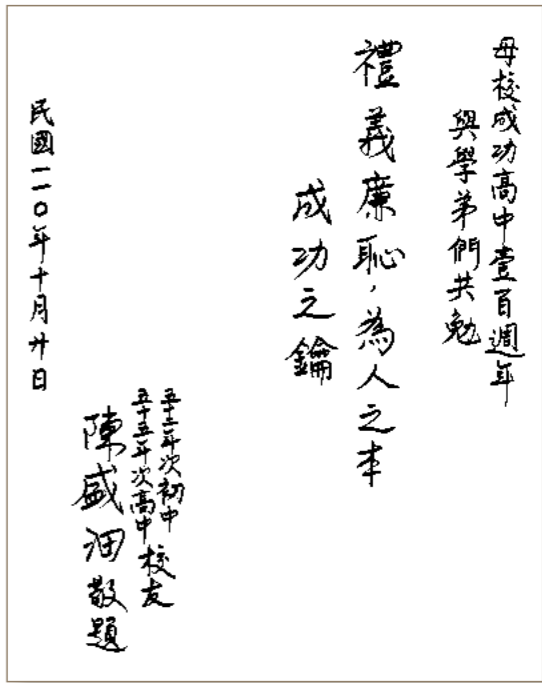 母校成功高中壹百週年
與學弟們共勉
禮義廉恥，為人之本
成功之鑰
五十二年次初中
五十五年次高中校友
陳盛沺敬題
民國一一〇年十月廿日